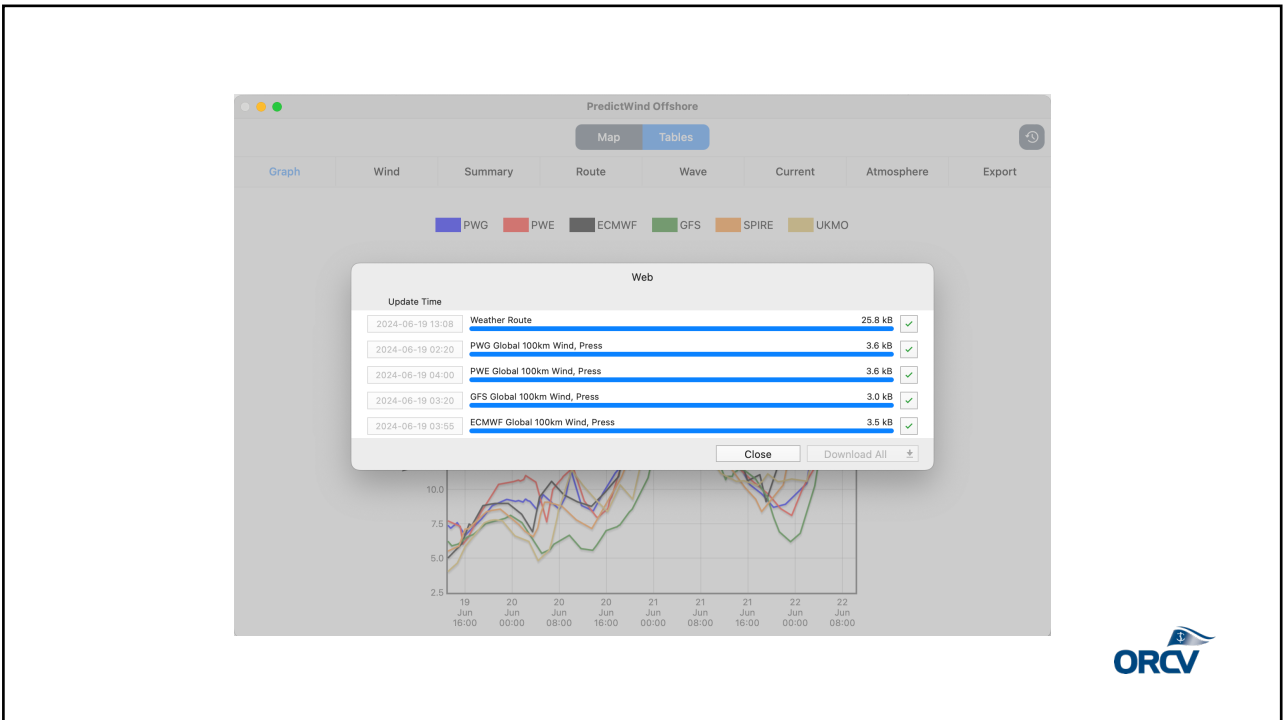 PredictWind Offshore
Map Tables
Graph Wind Summary Route Wave Current Atmosphere Export
PWG PWE ECMWF GFS SPIRE UKMO
Web
Update Time
2024-06-19 13:08 Weather Route 25.8 kB
2024-06-19 02:20 PWG Global 100km Wind, Press 3.6 kB
2024-06-19 04:00 PWE Global 100km Wind, Press 3.6 kB
2024-06-19 03:20 GFS Global 100km Wind, Press 3.0 kB
2024-06-19 03:55 ECMWF Global 100km Wind, Press 3.5 kB
Close Download All
10.0
7.5
5.0
2.5
19 20 20 20 21 21 21 22 22
Jun Jun Jun Jun Jun Jun Jun Jun Jun
16:00 00:00 08:00 16:00 00:00 08:00 16:00 00:00 08:00
ORCV